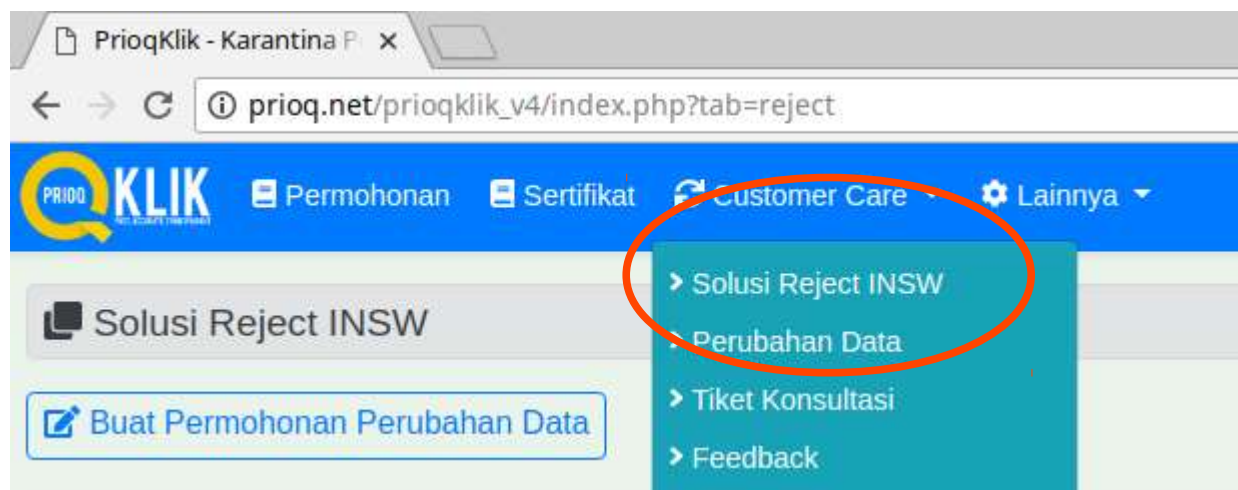 PrioqKlik - Karantina P
prioq.net/prioqklik_v4/index.php?tab=reject
PRIOQ KLIK Permohonan Sertifikat Customer Care Lainnya
Solusi Reject INSW
Perubahan Data
Tiket Konsultasi
Feedback
Solusi Reject INSW
Buat Permohonan Perubahan Data